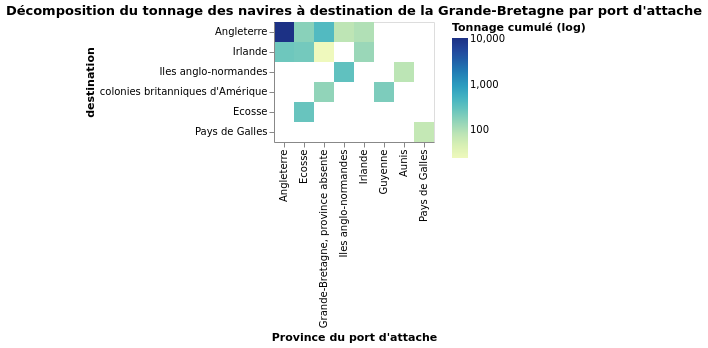 Décomposition du tonnage des navires à destination de la Grande-Bretagne par port d'attache
Tonnage cumulé (log)
10,000
1,000
100
destination
Angleterre
Irlande
Iles anglo-normandes
colonies britanniques d'Amérique
Ecosse
Pays de Galles
Angleterre
Ecosse
Grande-Bretagne, province absente
Iles anglo-normandes
Irlande
Guyenne
Aunis
Pays de Galles
Province du port d'attache